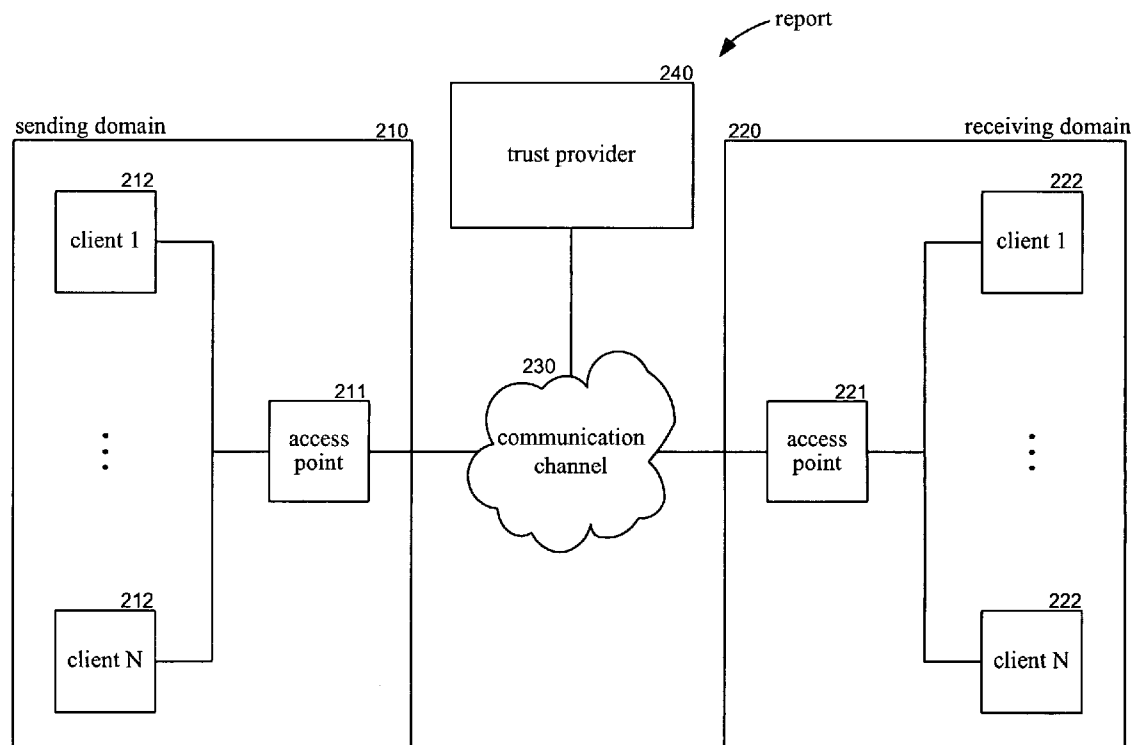 report
240
trust provider
sending domain
210
220
receiving domain
212
client 1
222
client 1
230
communication
channel
211
access
point
221
access
point
212
client N
222
client N